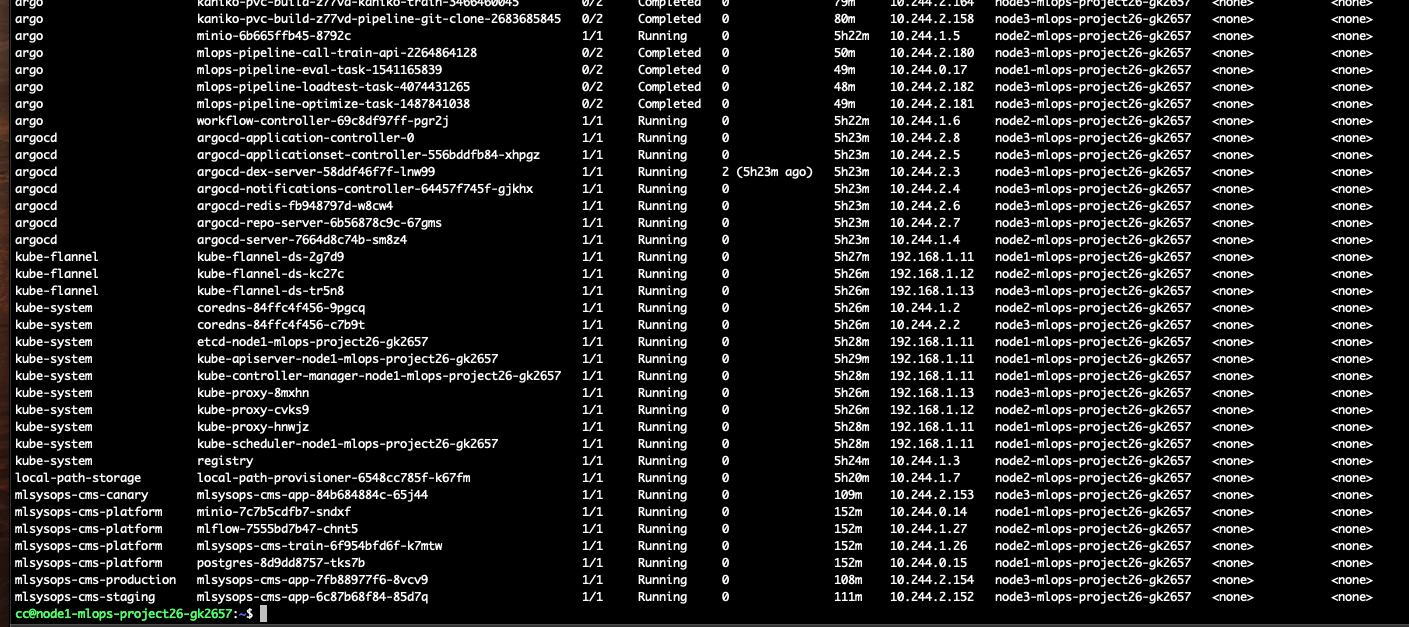 argo kaniko-pvc-build-z77vd-kaniko-train-3466460045 0/2 Completed 0 79m 10.244.2.164 node3-mlops-project26-gk2657 <none> <none>
argo kaniko-pvc-build-z77vd-pipeline-git-clone-2683685845 0/2 Completed 0 80m 10.244.2.158 node3-mlops-project26-gk2657 <none> <none>
argo minio-6b665ffb45-8792c 1/1 Running 0 5h22m 10.244.1.5 node2-mlops-project26-gk2657 <none> <none>
argo mlops-pipeline-call-train-api-2264864128 0/2 Completed 0 50m 10.244.2.180 node3-mlops-project26-gk2657 <none> <none>
argo mlops-pipeline-eval-task-1541165839 0/2 Completed 0 49m 10.244.0.17 node1-mlops-project26-gk2657 <none> <none>
argo mlops-pipeline-loadtest-task-4074431265 0/2 Completed 0 48m 10.244.2.182 node3-mlops-project26-gk2657 <none> <none>
argo mlops-pipeline-optimize-task-1487841038 0/2 Completed 0 49m 10.244.2.181 node3-mlops-project26-gk2657 <none> <none>
argo workflow-controller-69c8df97ff-pgr2j 1/1 Running 0 5h22m 10.244.1.6 node2-mlops-project26-gk2657 <none> <none>
argocd argocd-application-controller-0 1/1 Running 0 5h23m 10.244.2.8 node3-mlops-project26-gk2657 <none> <none>
argocd argocd-applicationset-controller-556bddfb84-xhpgz 1/1 Running 0 5h23m 10.244.2.5 node3-mlops-project26-gk2657 <none> <none>
argocd argocd-dex-server-58ddf46f7f-lnw99 1/1 Running 2 (5h23m ago) 5h23m 10.244.2.3 node3-mlops-project26-gk2657 <none> <none>
argocd argocd-notifications-controller-64457f745f-gjkhx 1/1 Running 0 5h23m 10.244.2.4 node3-mlops-project26-gk2657 <none> <none>
argocd argocd-redis-fb948797d-w8cw4 1/1 Running 0 5h23m 10.244.2.6 node3-mlops-project26-gk2657 <none> <none>
argocd argocd-repo-server-6b56878c9c-67gms 1/1 Running 0 5h23m 10.244.2.7 node3-mlops-project26-gk2657 <none> <none>
argocd argocd-server-7664d8c74b-sm8z4 1/1 Running 0 5h23m 10.244.1.4 node2-mlops-project26-gk2657 <none> <none>
kube-flannel kube-flannel-ds-2g7d9 1/1 Running 0 5h27m 192.168.1.11 node1-mlops-project26-gk2657 <none> <none>
kube-flannel kube-flannel-ds-kc27c 1/1 Running 0 5h26m 192.168.1.12 node2-mlops-project26-gk2657 <none> <none>
kube-flannel kube-flannel-ds-tr5n8 1/1 Running 0 5h26m 192.168.1.13 node3-mlops-project26-gk2657 <none> <none>
kube-system coredns-84ffc4f456-9pgcq 1/1 Running 0 5h26m 10.244.1.2 node2-mlops-project26-gk2657 <none> <none>
kube-system coredns-84ffc4f456-c7b9t 1/1 Running 0 5h26m 10.244.2.2 node3-mlops-project26-gk2657 <none> <none>
kube-system etcd-node1-mlops-project26-gk2657 1/1 Running 0 5h28m 192.168.1.11 node1-mlops-project26-gk2657 <none> <none>
kube-system kube-apiserver-node1-mlops-project26-gk2657 1/1 Running 0 5h29m 192.168.1.11 node1-mlops-project26-gk2657 <none> <none>
kube-system kube-controller-manager-node1-mlops-project26-gk2657 1/1 Running 0 5h28m 192.168.1.11 node1-mlops-project26-gk2657 <none> <none>
kube-system kube-proxy-8mxhn 1/1 Running 0 5h26m 192.168.1.13 node3-mlops-project26-gk2657 <none> <none>
kube-system kube-proxy-cvks9 1/1 Running 0 5h26m 192.168.1.12 node2-mlops-project26-gk2657 <none> <none>
kube-system kube-proxy-hnwjz 1/1 Running 0 5h28m 192.168.1.11 node1-mlops-project26-gk2657 <none> <none>
kube-system kube-scheduler-node1-mlops-project26-gk2657 1/1 Running 0 5h28m 192.168.1.11 node1-mlops-project26-gk2657 <none> <none>
kube-system registry 1/1 Running 0 5h24m 10.244.1.3 node2-mlops-project26-gk2657 <none> <none>
local-path-storage local-path-provisioner-6548cc785f-k67fm 1/1 Running 0 5h20m 10.244.1.7 node2-mlops-project26-gk2657 <none> <none>
mlsysops-cms-canary mlsysops-cms-app-84b684884c-65j44 1/1 Running 0 109m 10.244.2.153 node3-mlops-project26-gk2657 <none> <none>
mlsysops-cms-platform minio-7c7b5cdfb7-sndxf 1/1 Running 0 152m 10.244.0.14 node1-mlops-project26-gk2657 <none> <none>
mlsysops-cms-platform mlflow-7555bd7b47-chnt5 1/1 Running 0 152m 10.244.1.27 node2-mlops-project26-gk2657 <none> <none>
mlsysops-cms-platform mlsysops-cms-train-6f954bfd6f-k7mtw 1/1 Running 0 152m 10.244.1.26 node2-mlops-project26-gk2657 <none> <none>
mlsysops-cms-platform postgres-8d9dd8757-tks7b 1/1 Running 0 152m 10.244.0.15 node1-mlops-project26-gk2657 <none> <none>
mlsysops-cms-production mlsysops-cms-app-7fb88977f6-8vcv9 1/1 Running 0 108m 10.244.2.154 node3-mlops-project26-gk2657 <none> <none>
mlsysops-cms-staging mlsysops-cms-app-6c87b68f84-85d7q 1/1 Running 0 111m 10.244.2.152 node3-mlops-project26-gk2657 <none> <none>
cc@node1-mlops-project26-gk2657:~$